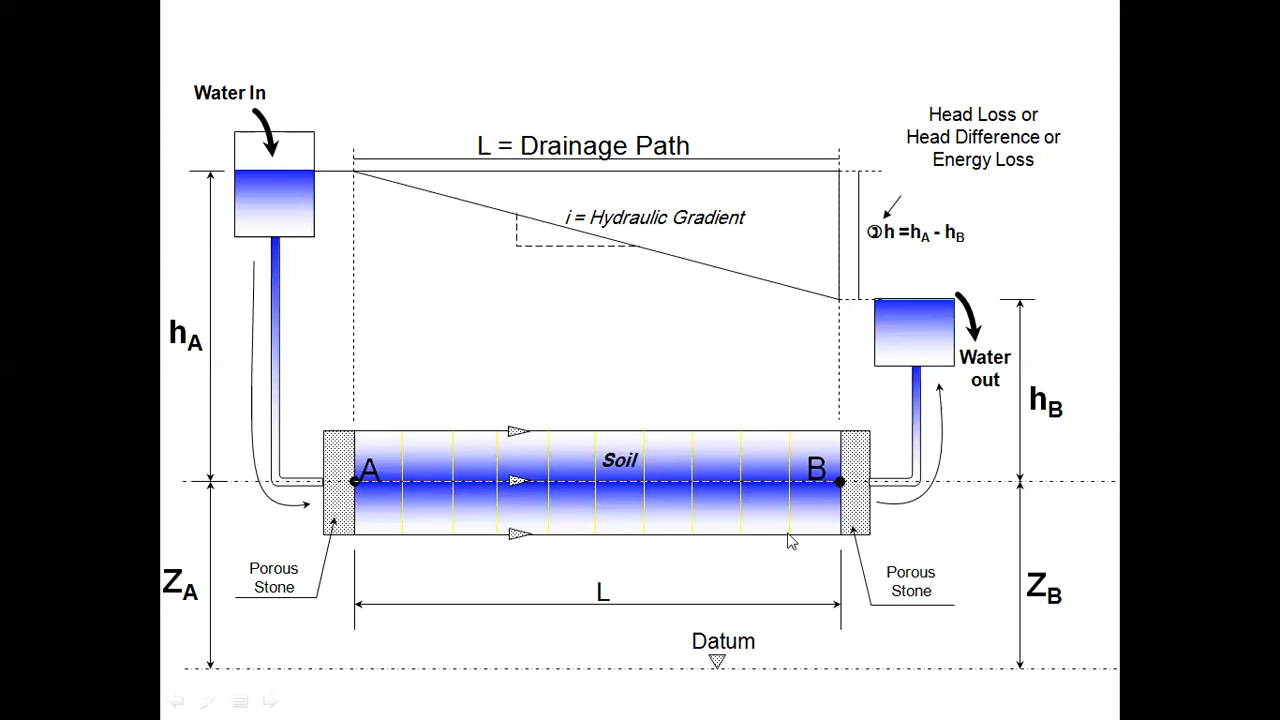 Water In
Head Loss or
Head Difference or
Energy Loss
L = Drainage Path
i = Hydraulic Gradient
h =hA - hB
hA
Water
out
hB
Soil
A
B
Porous
Stone
ZA
L
Porous
Stone
ZB
Datum